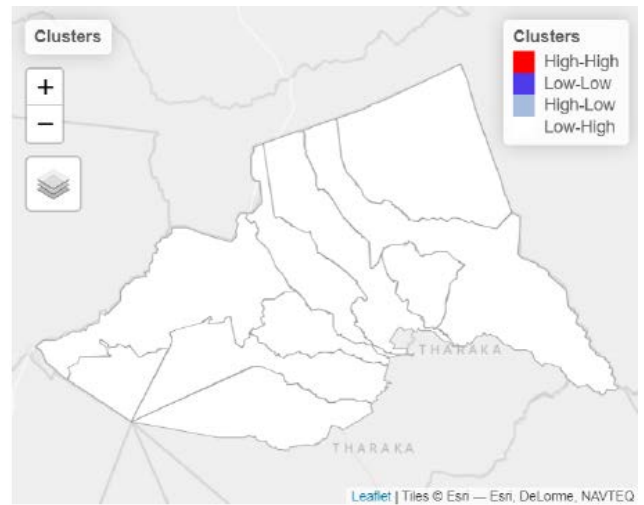 Clusters
+
−
Clusters
High-High
Low-Low
High-Low
Low-High
THARAKA
THARAKA
Leaflet | Tiles © Esri — Esri, DeLorme, NAVTEQ